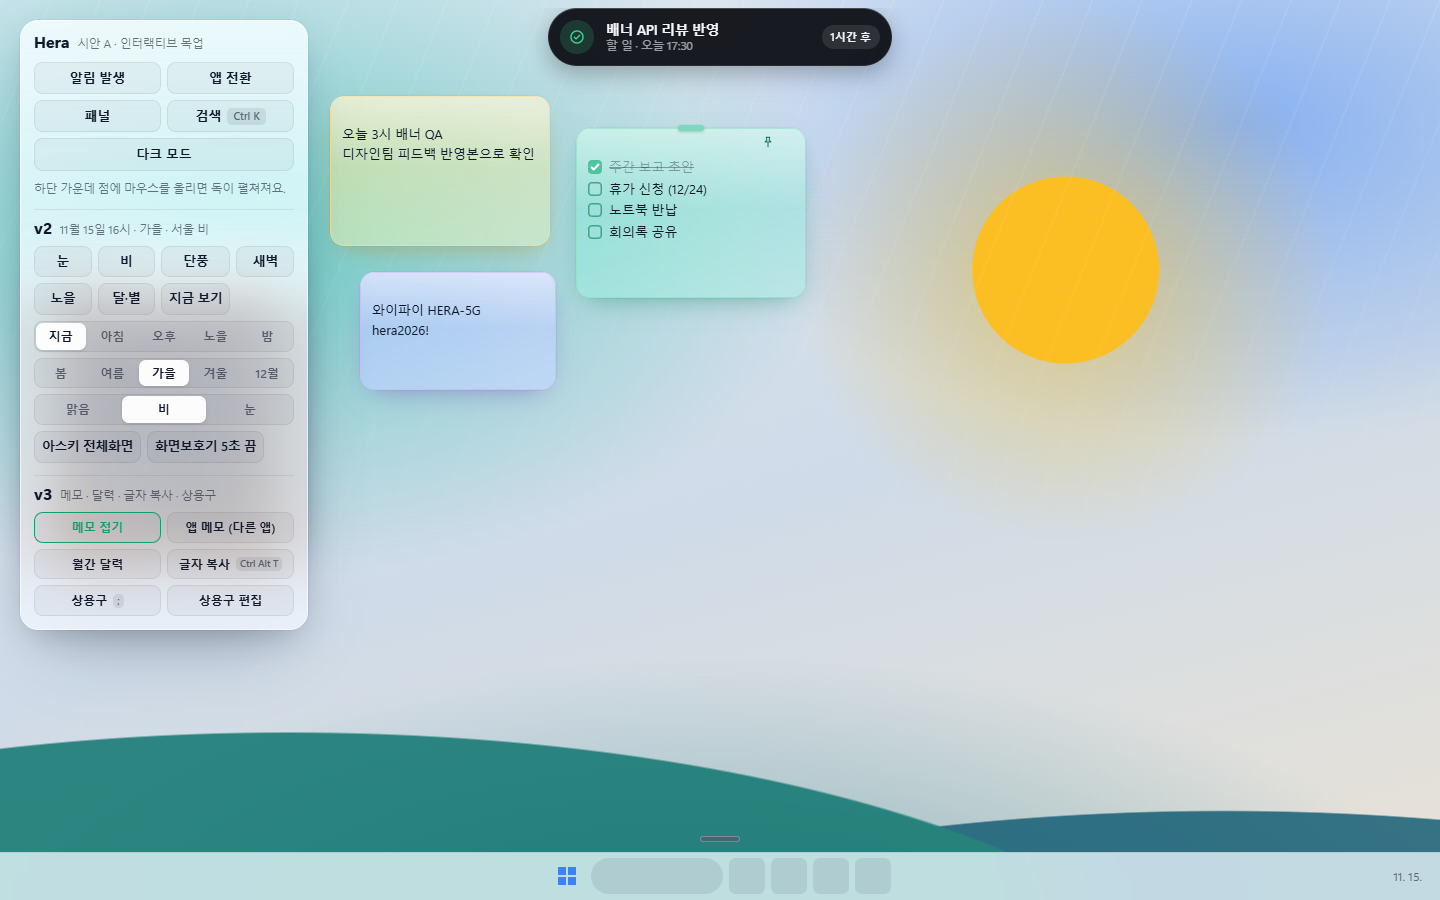 Hera 시안 A · 인터랙티브 목업
알림 발생
앱 전환
패널
검색 Ctrl K
다크 모드
하단 가운데 점에 마우스를 올리면 독이 펼쳐져요.
v2 11월 15일 16시 · 가을 · 서울 비
눈
비
단풍
새벽
노을
달·별
지금 보기
지금 아침 오후 노을 밤
봄 여름 가을 겨울 12월
맑음 비 눈
아스키 전체화면
화면보호기 5초 끔
v3 메모 · 달력 · 글자 복사 · 상용구
메모 접기
앱 메모 (다른 앱)
월간 달력
글자 복사 Ctrl Alt T
상용구 ;
상용구 편집
배너 API 리뷰 반영
할 일 · 오늘 17:30
1시간 후
오늘 3시 배너 QA
디자인팀 피드백 반영본으로 확인
주간 보고 초안
휴가 신청 (12/24)
노트북 반납
회의록 공유
와이파이 HERA-5G
hera2026!
11. 15.